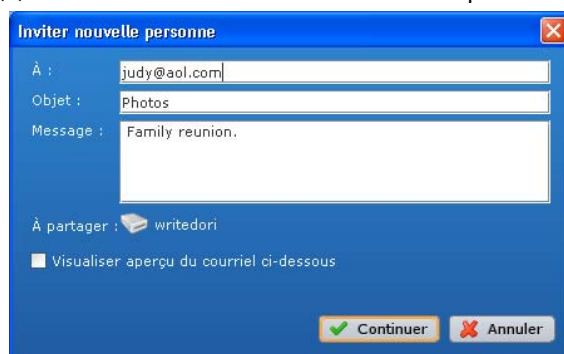 Inviter nouvelle personne
À :
judy@aol.com
Objet :
Photos
Message :
Family reunion.
À partager :
writedori
Visualiser aperçu du courriel ci-dessous
Continuer
Annuler